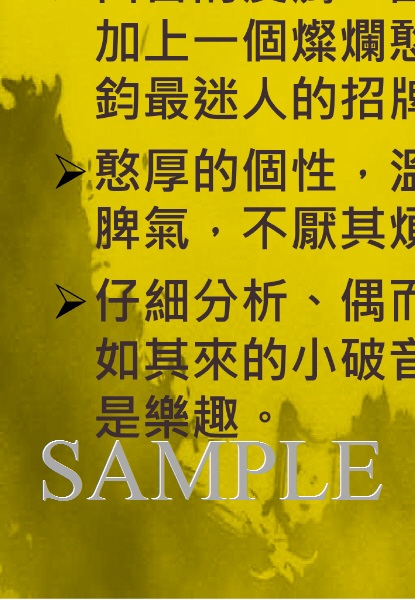 加上一個燦爛憨
鈞最迷人的招牌
憨厚的個性，溫
脾氣，不厭其煩
仔細分析、偶而
如其來的小破音
是樂趣。
SAMPLE